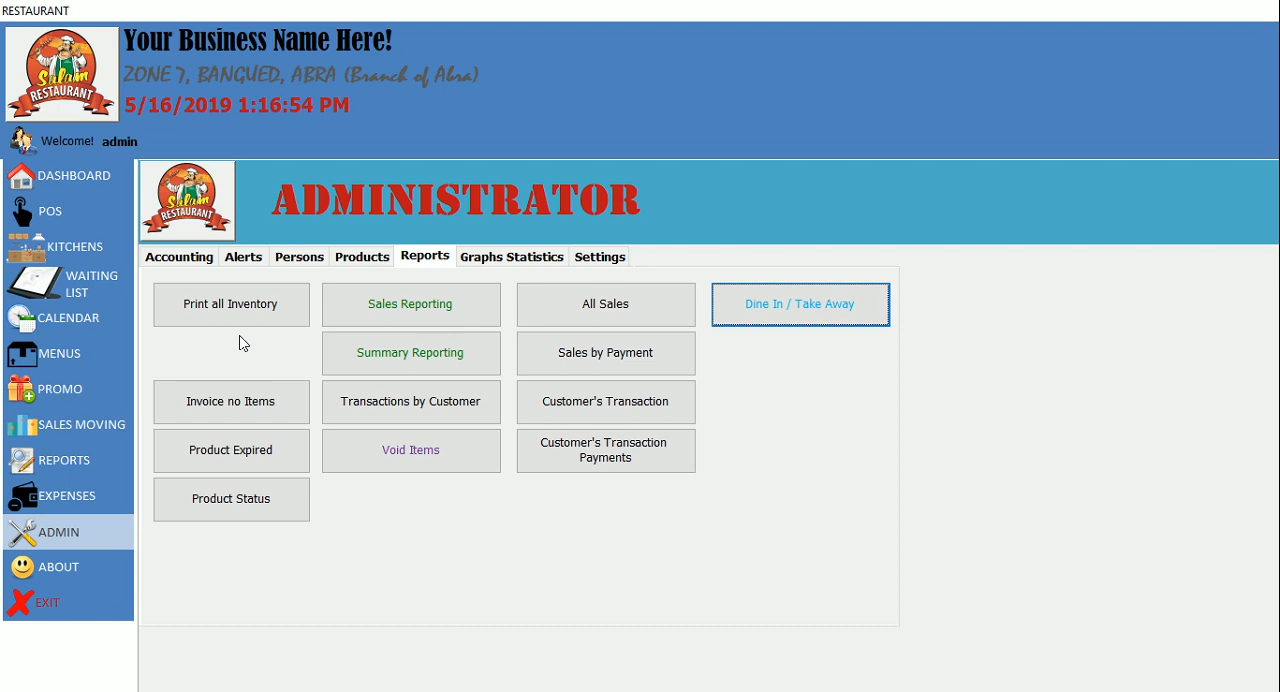 RESTAURANT
Your Business Name Here!
ZONE 7, BANGUED, ABRA (Branch of Abra)
5/16/2019 1:16:54 PM
Salam
RESTAURANT
Welcome! admin
DASHBOARD
POS
KITCHENS
WAITING
LIST
CALENDAR
MENUS
PROMO
SALES MOVING
REPORTS
EXPENSES
ADMIN
ABOUT
EXIT
Salam
RESTAURANT
ADMINISTRATOR
Accounting Alerts Persons Products Reports Graphs Statistics Settings
Print all Inventory Sales Reporting All Sales Dine In / Take Away
Summary Reporting Sales by Payment
Invoice no Items Transactions by Customer Customer's Transaction
Product Expired Void Items Customer's Transaction
Payments
Product Status